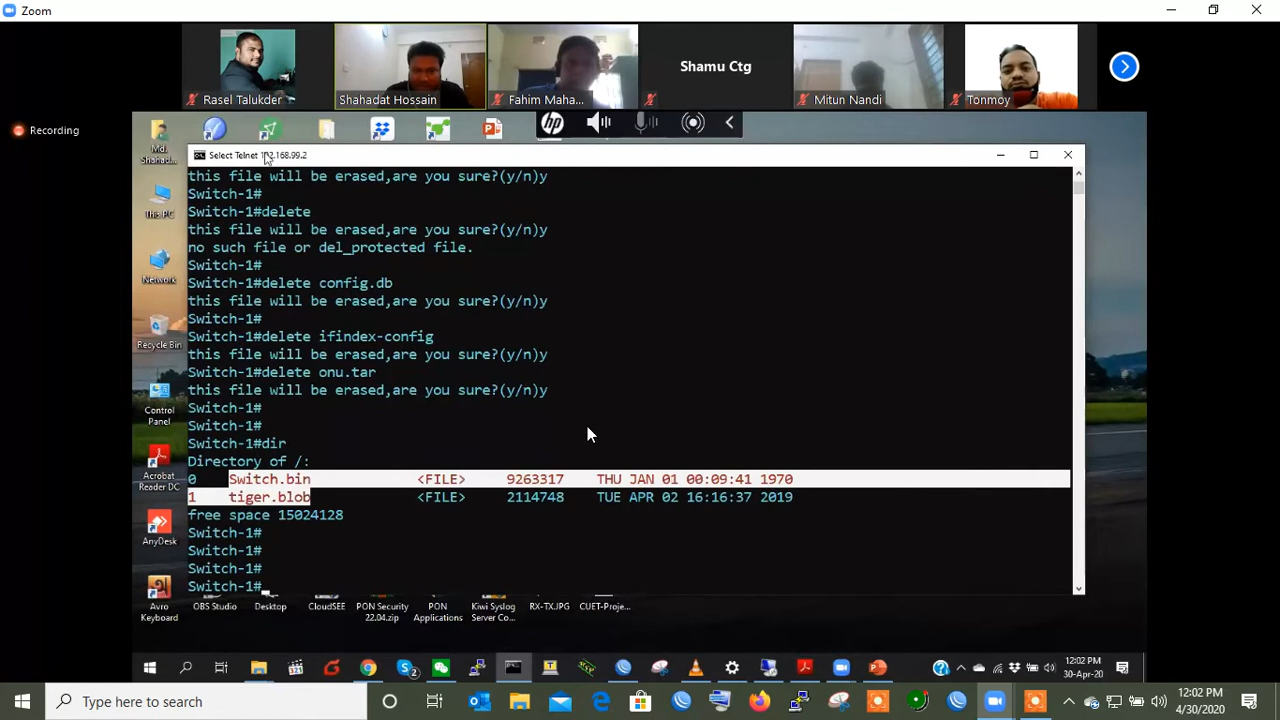 Zoom
Rasel Talukder
Shahadat Hossain
Fahim Maha...
Shamu Ctg
Mitun Nandi
Tonmoy
Recording
hp
Md.
Shahad...
This PC
Network
Recycle Bin
Control
Panel
Acrobat
Reader DC
AnyDesk
Avro
Keyboard
Select Telnet 192.168.99.2
this file will be erased,are you sure?(y/n)y
Switch-1#
Switch-1#delete
this file will be erased,are you sure?(y/n)y
no such file or del_protected file.
Switch-1#
Switch-1#delete config.db
this file will be erased,are you sure?(y/n)y
Switch-1#
Switch-1#delete ifindex-config
this file will be erased,are you sure?(y/n)y
Switch-1#delete onu.tar
this file will be erased,are you sure?(y/n)y
Switch-1#
Switch-1#
Switch-1#dir
Directory of /:
0 Switch.bin <FILE> 9263317 THU JAN 01 00:09:41 1970
1 tiger.blob <FILE> 2114748 TUE APR 02 16:16:37 2019
free space 15024128
Switch-1#
Switch-1#
Switch-1#
Switch-1#
OBS Studio
Desktop
CloudSEE
PON Security
22.04.zip
PON
Applications
Kiwi Syslog
Server Co...
RX-TX.JPG
CUET-Proje...
12:02 PM
30-Apr-20
Type here to search
12:02 PM
4/30/2020